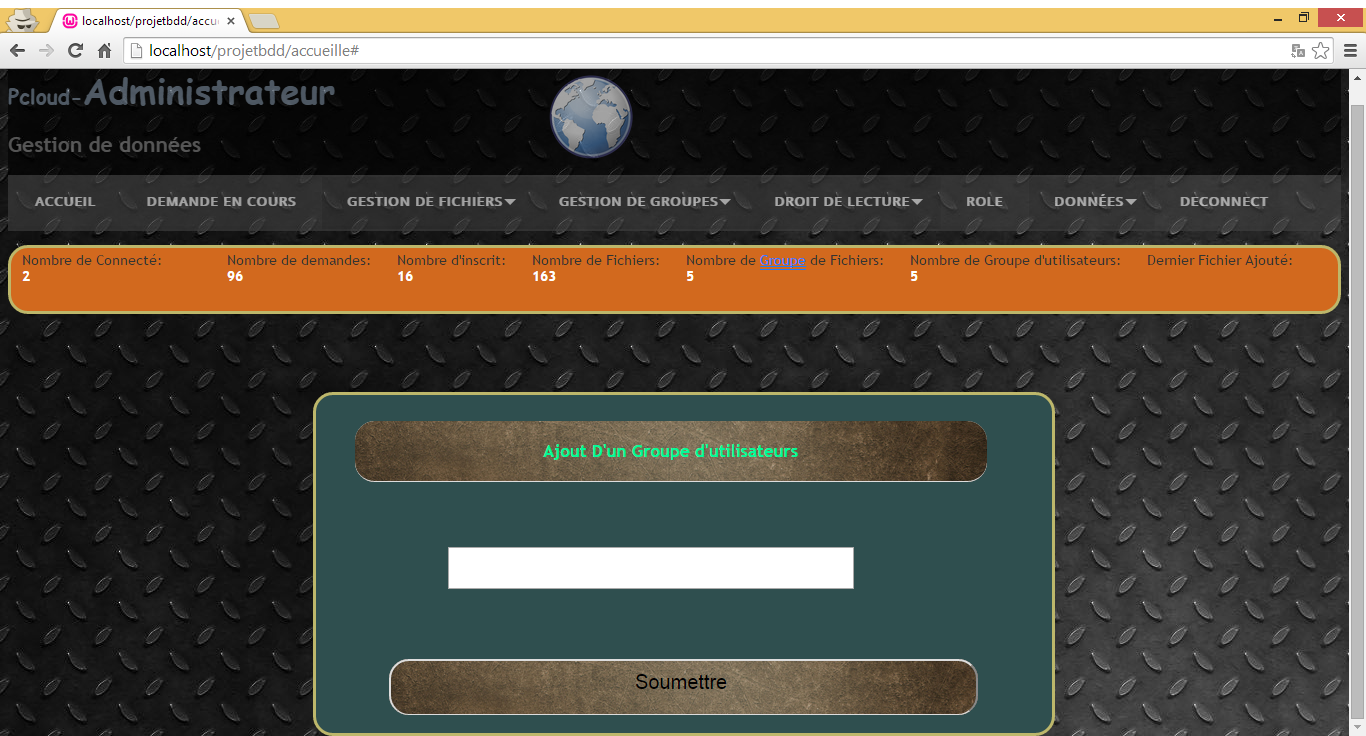 localhost/projetbdd/accu
localhost/projetbdd/accueille#
Pcloud-Administrateur
Gestion de données
ACCUEIL DEMANDE EN COURS GESTION DE FICHIERS GESTION DE GROUPES DROIT DE LECTURE ROLE DONNÉES DECONNECT
Nombre de Connecté: Nombre de demandes: Nombre d'inscrit: Nombre de Fichiers: Nombre de Groupe de Fichiers: Nombre de Groupe d'utilisateurs: Dernier Fichier Ajouté:
2 96 16 163 5 5
Ajout D'un Groupe d'utilisateurs
Soumettre